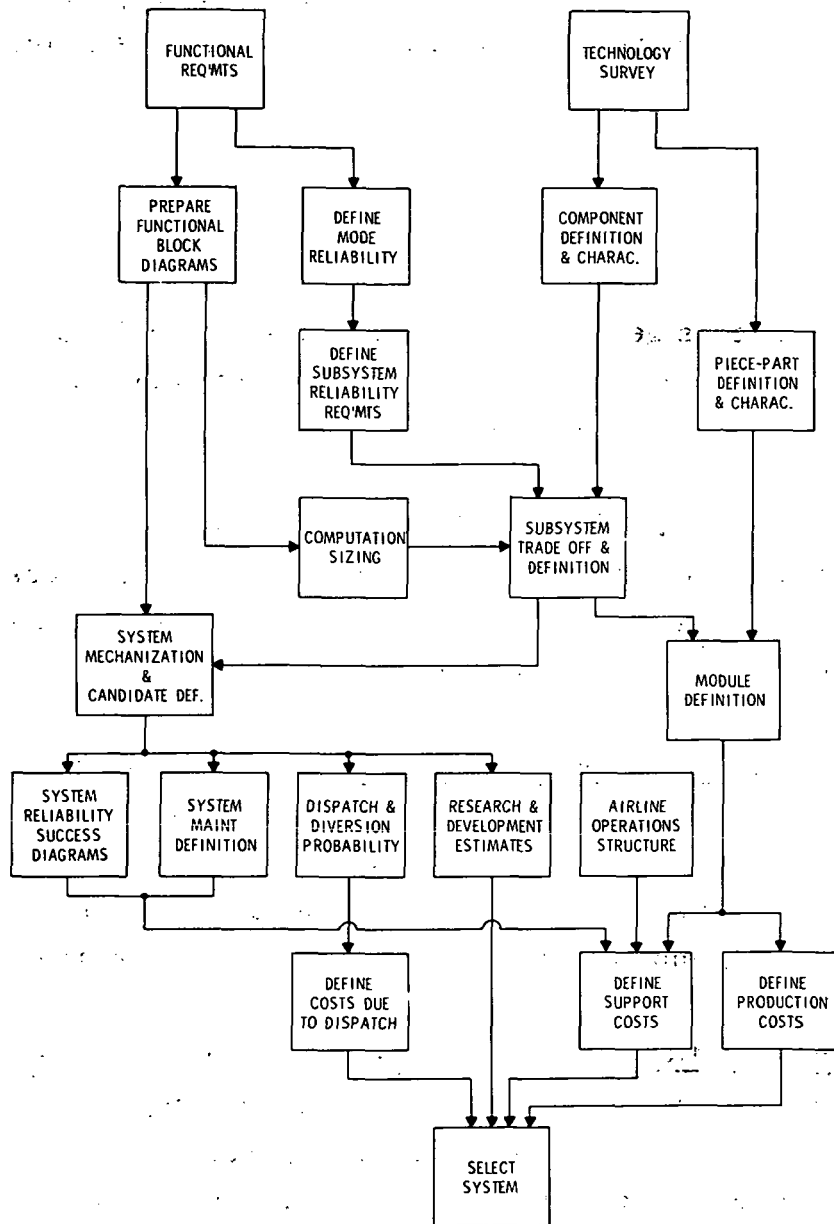 FUNCTIONAL
REQ'MTS
TECHNOLOGY
SURVEY
PREPARE
FUNCTIONAL
BLOCK
DIAGRAMS
DEFINE
MODE
RELIABILITY
COMPONENT
DEFINITION
& CHARAC.
DEFINE
SUBSYSTEM
RELIABILITY
REQ'MTS
PIECE-PART
DEFINITION
& CHARAC.
COMPUTATION
SIZING
SUBSYSTEM
TRADE OFF &
DEFINITION
SYSTEM
MECHANIZATION
&
CANDIDATE DEF.
MODULE
DEFINITION
SYSTEM
RELIABILITY
SUCCESS
DIAGRAMS
SYSTEM
MAINT
DEFINITION
DISPATCH &
DIVERSION
PROBABILITY
RESEARCH &
DEVELOPMENT
ESTIMATES
AIRLINE
OPERATIONS
STRUCTURE
DEFINE
COSTS DUE
TO DISPATCH
DEFINE
SUPPORT
COSTS
DEFINE
PRODUCTION
COSTS
SELECT
SYSTEM